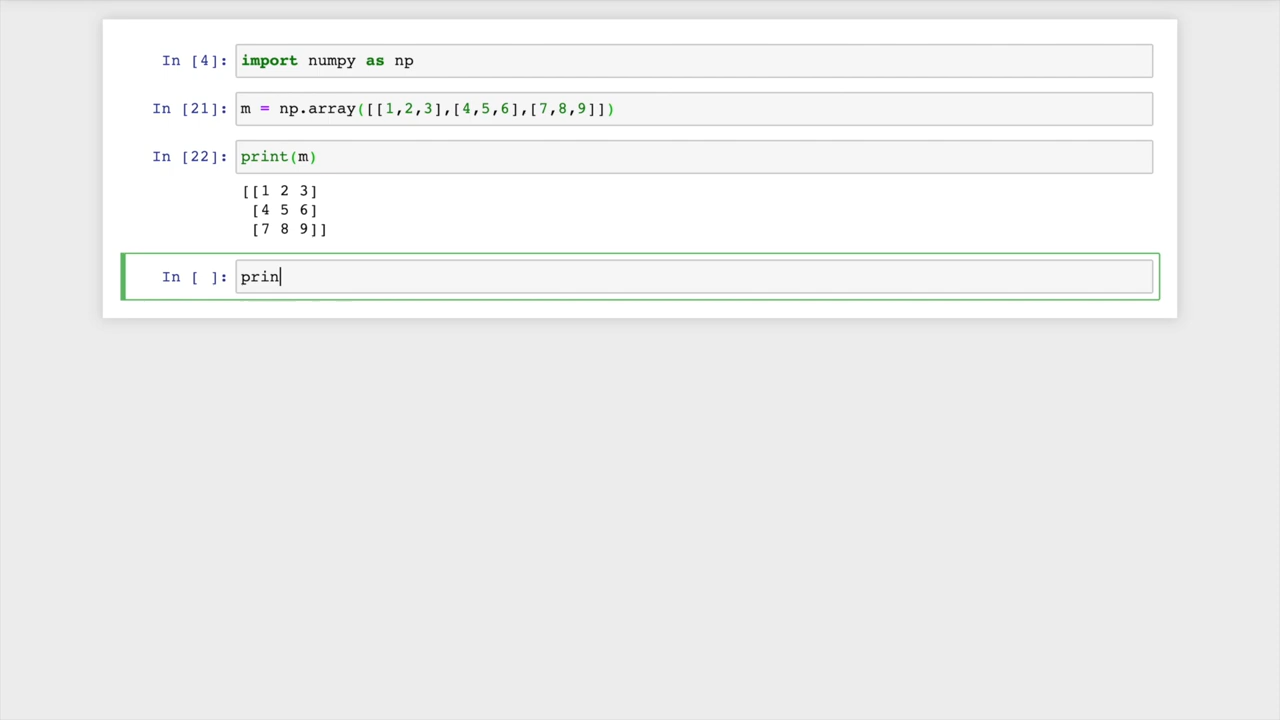 In [4]: import numpy as np
In [21]: m = np.array([[1,2,3],[4,5,6],[7,8,9]])
In [22]: print(m)
[[1 2 3]
 [4 5 6]
 [7 8 9]]
In [ ]: prin